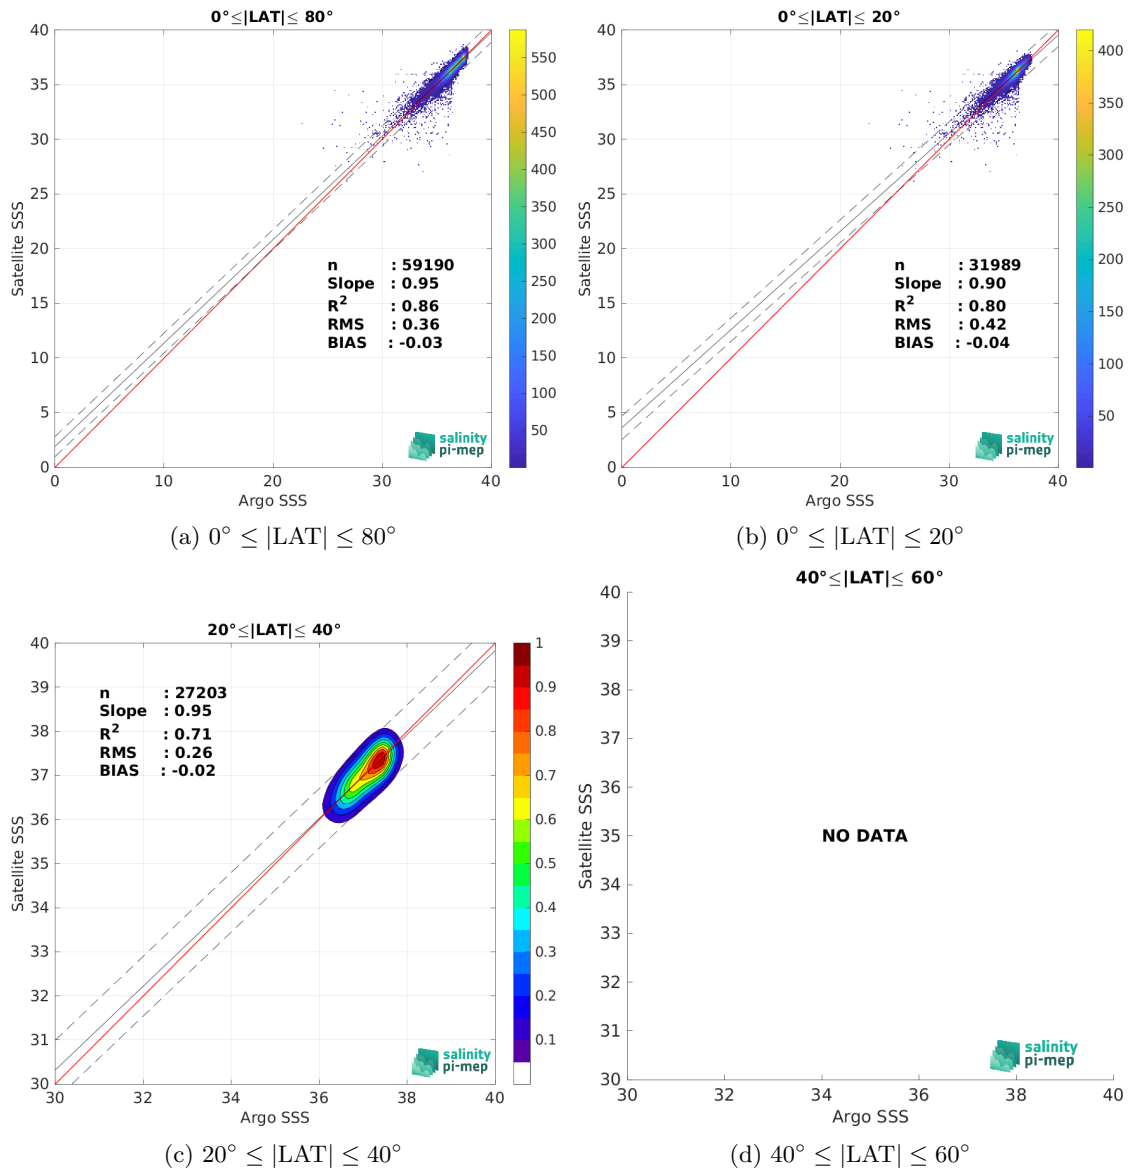 0°≤|LAT|≤ 80°
40
35
30
25
20
15
10
5
0
Satellite SSS
n : 59190
Slope : 0.95
R² : 0.86
RMS : 0.36
BIAS : -0.03
salinity
pi-mep
0 10 20 30 40
Argo SSS
550
500
450
400
350
300
250
200
150
100
50
(a) 0° ≤ |LAT| ≤ 80°
0°≤|LAT|≤ 20°
40
35
30
25
20
15
10
5
0
Satellite SSS
n : 31989
Slope : 0.90
R² : 0.80
RMS : 0.42
BIAS : -0.04
salinity
pi-mep
0 10 20 30 40
Argo SSS
400
350
300
250
200
150
100
50
(b) 0° ≤ |LAT| ≤ 20°
20°≤|LAT|≤ 40°
40
39
38
37
36
35
34
33
32
31
30
Satellite SSS
n : 27203
Slope : 0.95
R² : 0.71
RMS : 0.26
BIAS : -0.02
salinity
pi-mep
30 32 34 36 38 40
Argo SSS
1
0.9
0.8
0.7
0.6
0.5
0.4
0.3
0.2
0.1
(c) 20° ≤ |LAT| ≤ 40°
40°≤|LAT|≤ 60°
40
39
38
37
36
35
34
33
32
31
30
Satellite SSS
NO DATA
salinity
pi-mep
30 32 34 36 38 40
Argo SSS
(d) 40° ≤ |LAT| ≤ 60°